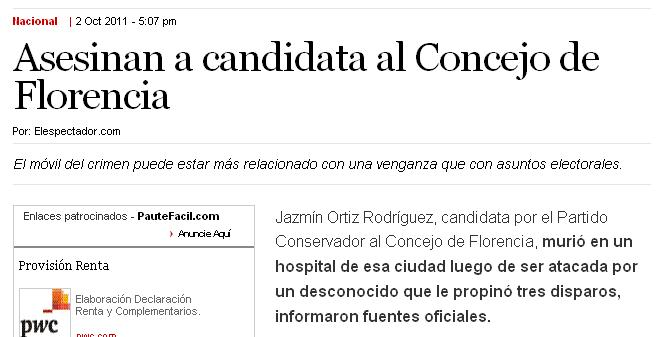 Nacional | 2 Oct 2011 - 5:07 pm
Asesinan a candidata al Concejo de
Florencia
Por: Elespectador.com
El móvil del crimen puede estar más relacionado con una venganza que con asuntos electorales.
Enlaces patrocinados - PauteFacil.com
› Anuncie Aquí
Provisión Renta
Elaboración Declaración
Renta y Complementarios.
pwc
pwc.com
Jazmín Ortiz Rodríguez, candidata por el Partido
Conservador al Concejo de Florencia, murió en un
hospital de esa ciudad luego de ser atacada por
un desconocido que le propinó tres disparos,
informaron fuentes oficiales.